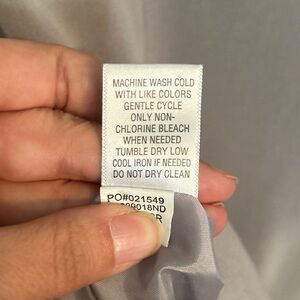 MACHINE WASH COLD
WITH LIKE COLORS
GENTLE CYCLE
ONLY NON-
CHLORINE BLEACH
WHEN NEEDED
TUMBLE DRY LOW
COOL IRON IF NEEDED
DO NOT DRY CLEAN
PO#021549